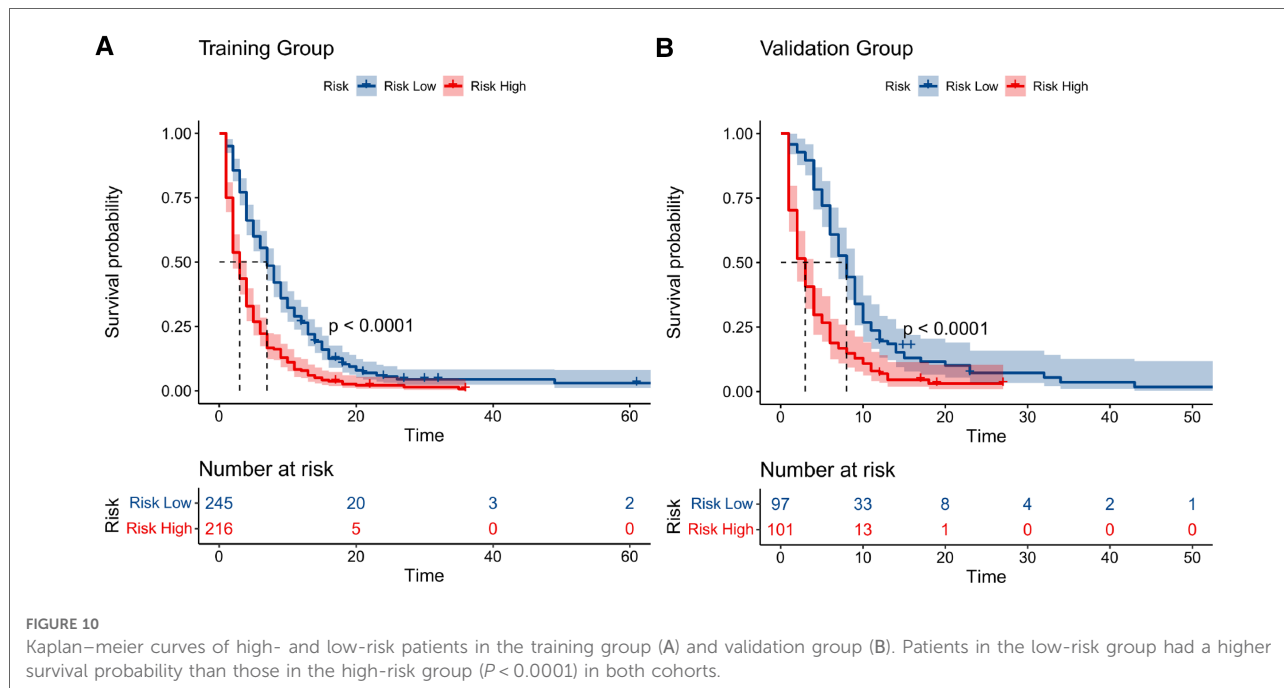 A Training Group
Risk Risk Low Risk High
Survival probability
1.00
0.75
0.50
0.25
0.00
p < 0.0001
0 20 40 60
Time
Number at risk
Risk
Risk Low 245 20 3 2
Risk High 216 5 0 0
0 20 40 60
Time
B Validation Group
Risk Risk Low Risk High
Survival probability
1.00
0.75
0.50
0.25
0.00
p < 0.0001
0 10 20 30 40 50
Time
Number at risk
Risk
Risk Low 97 33 8 4 2 1
Risk High 101 13 1 0 0 0
0 10 20 30 40 50
Time
FIGURE 10
Kaplan–meier curves of high- and low-risk patients in the training group (A) and validation group (B). Patients in the low-risk group had a higher
survival probability than those in the high-risk group (P < 0.0001) in both cohorts.